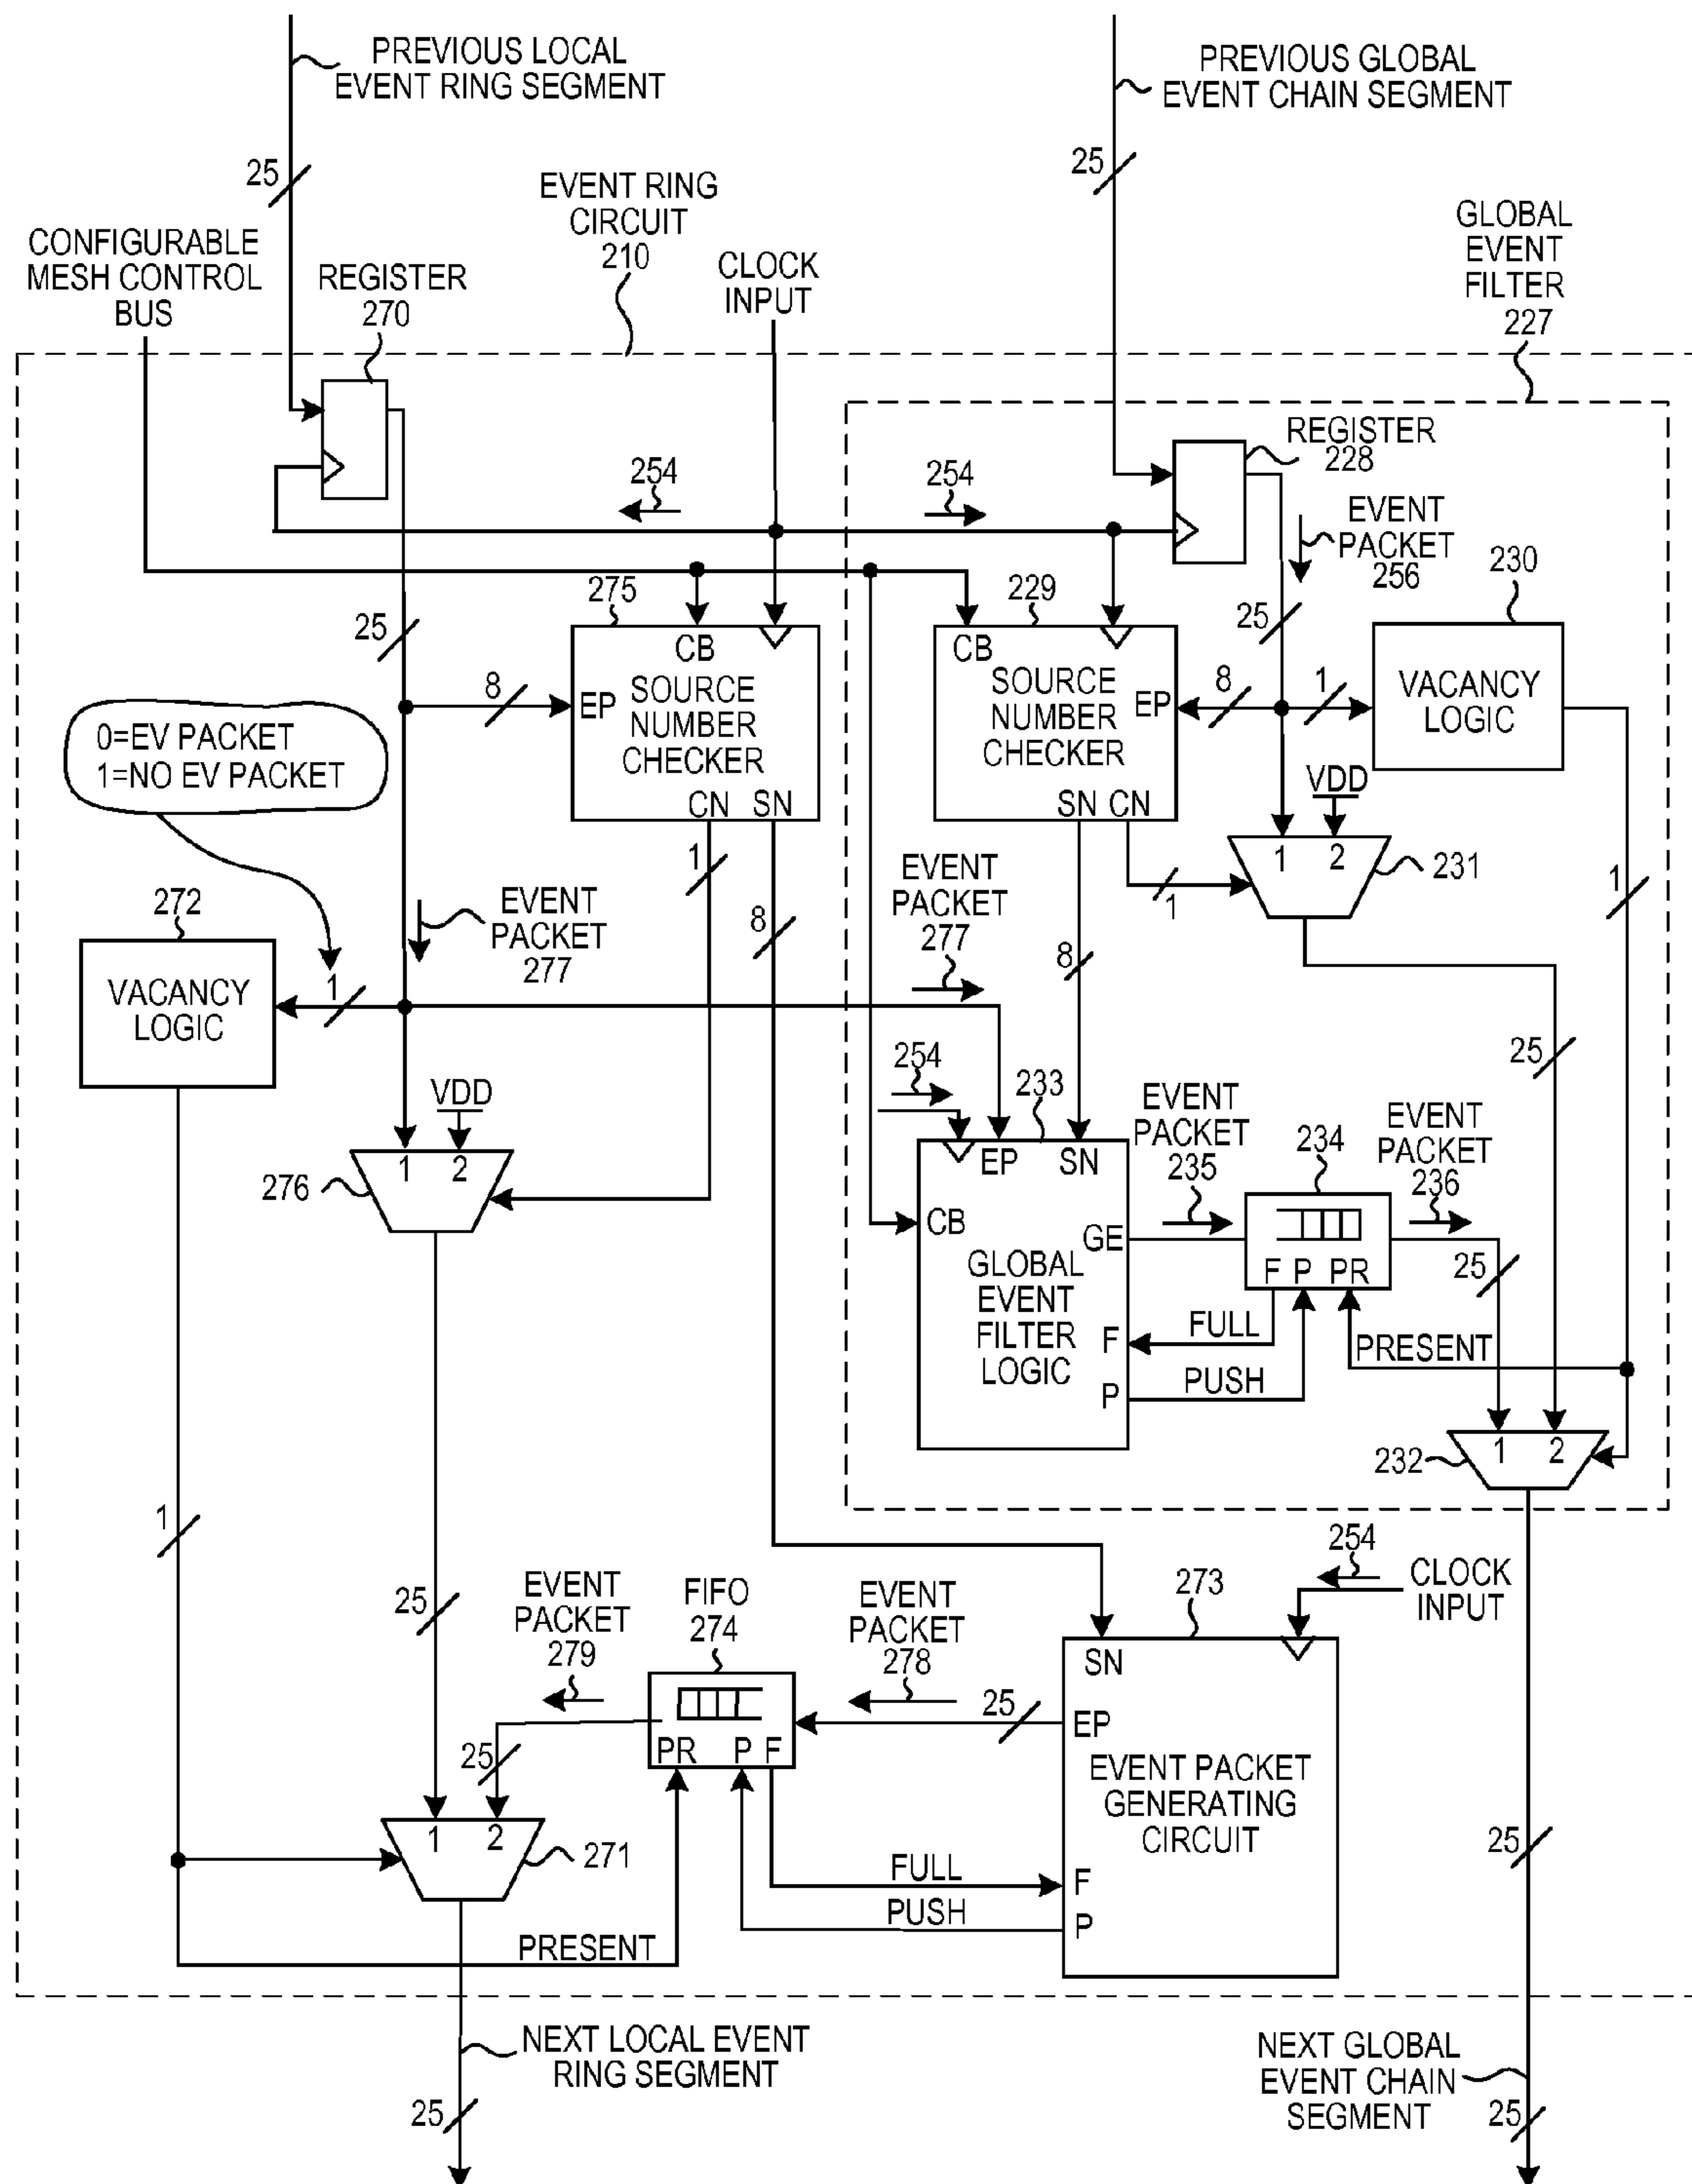 PREVIOUS LOCAL
EVENT RING SEGMENT
PREVIOUS GLOBAL
EVENT CHAIN SEGMENT
25
25
EVENT RING
CIRCUIT
210
GLOBAL
EVENT
FILTER
227
CONFIGURABLE
MESH CONTROL
BUS
REGISTER
270
CLOCK
INPUT
REGISTER
228
254
254
EVENT
PACKET
256
230
275
229
25
25
CB
SOURCE
NUMBER
CHECKER
EP
8
CN SN
CB
SOURCE
NUMBER
CHECKER
EP
8
1
SN CN
VACANCY
LOGIC
0=EV PACKET
1=NO EV PACKET
VDD
1 2
231
1
1
1
8
EVENT
PACKET
277
EVENT
PACKET
277
8
272
VACANCY
LOGIC
1
25
254
233
VDD
1 2
276
EP SN
CB
GE
GLOBAL
EVENT
FILTER
LOGIC
F
P
EVENT
PACKET
235
234
EVENT
PACKET
236
F P PR
25
FULL
PRESENT
PUSH
1 2
232
1
254
CLOCK
INPUT
25
EVENT
PACKET
279
FIFO
274
EVENT
PACKET
278
273
SN
EP
25
25
PR P F
EVENT PACKET
GENERATING
CIRCUIT
1 2
271
FULL
F
PUSH
P
PRESENT
25
NEXT LOCAL EVENT
RING SEGMENT
25
NEXT GLOBAL
EVENT CHAIN
SEGMENT
25